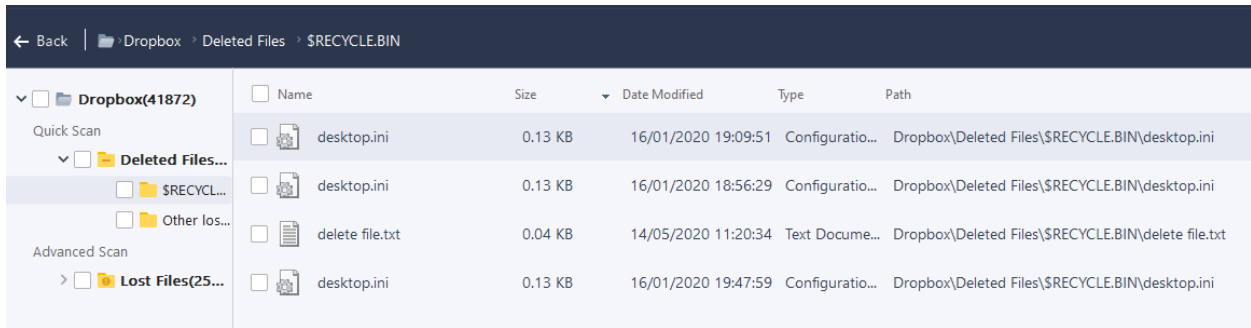 Back Dropbox > Deleted Files > $RECYCLE.BIN
Dropbox(41872)
Quick Scan
Deleted Files...
$RECYCL...
Other los...
Advanced Scan
Lost Files(25...
Name Size Date Modified Type Path
desktop.ini 0.13 KB 16/01/2020 19:09:51 Configuratio... Dropbox\Deleted Files\$RECYCLE.BIN\desktop.ini
desktop.ini 0.13 KB 16/01/2020 18:56:29 Configuratio... Dropbox\Deleted Files\$RECYCLE.BIN\desktop.ini
delete file.txt 0.04 KB 14/05/2020 11:20:34 Text Docume... Dropbox\Deleted Files\$RECYCLE.BIN\delete file.txt
desktop.ini 0.13 KB 16/01/2020 19:47:59 Configuratio... Dropbox\Deleted Files\$RECYCLE.BIN\desktop.ini